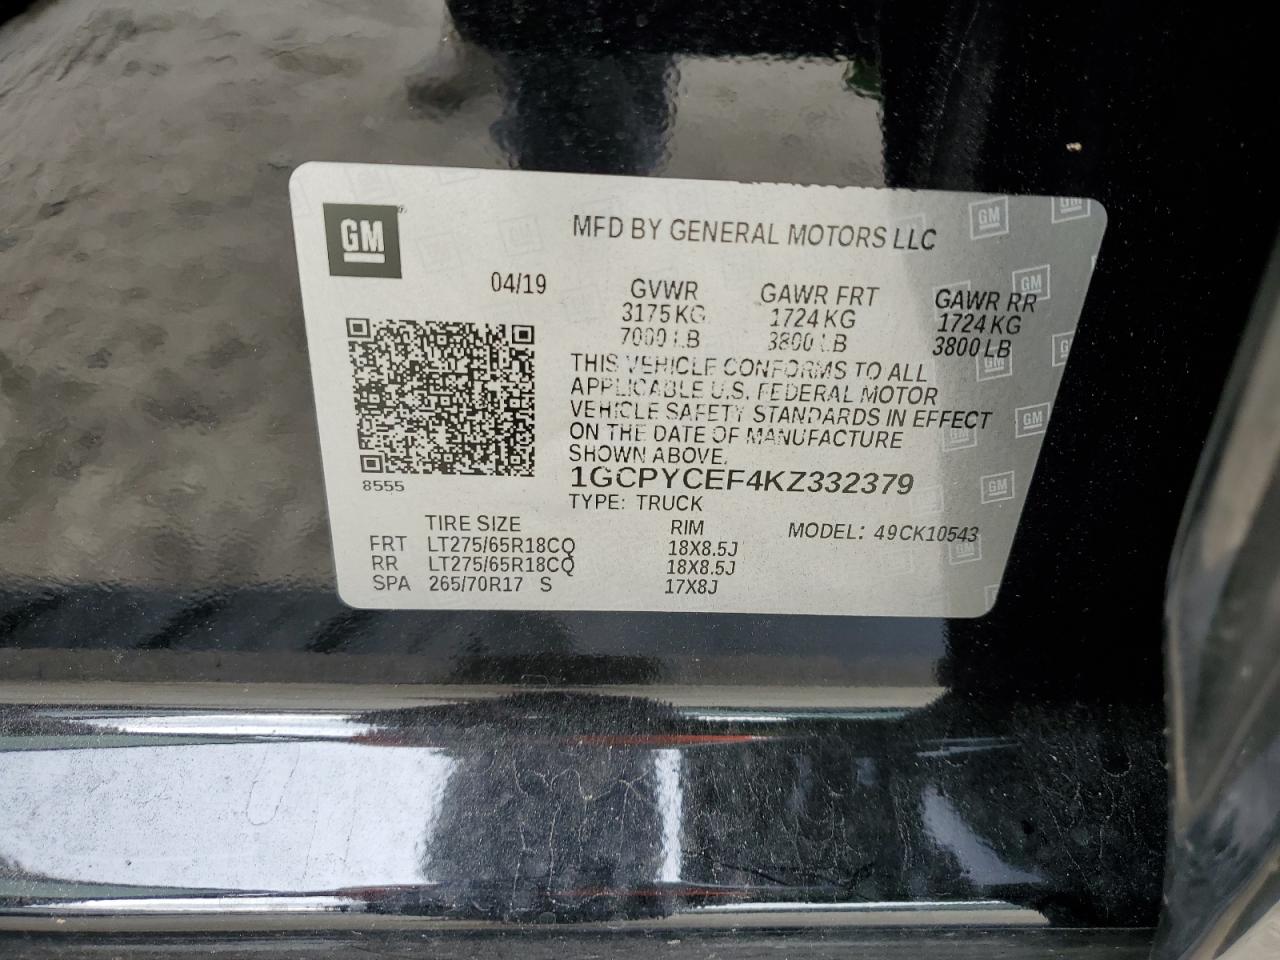 GM
MFD BY GENERAL MOTORS LLC
04/19
GVWR GAWR FRT GAWR RR
3175 KG 1724 KG 1724 KG
7000 LB 3800 LB 3800 LB
THIS VEHICLE CONFORMS TO ALL
APPLICABLE U.S. FEDERAL MOTOR
VEHICLE SAFETY STANDARDS IN EFFECT
ON THE DATE OF MANUFACTURE
SHOWN ABOVE.
8555
1GCPYCEF4KZ332379
TYPE: TRUCK
TIRE SIZE RIM MODEL: 49CK10543
FRT LT275/65R18CQ 18X8.5J
RR LT275/65R18CQ 18X8.5J
SPA 265/70R17 S 17X8J